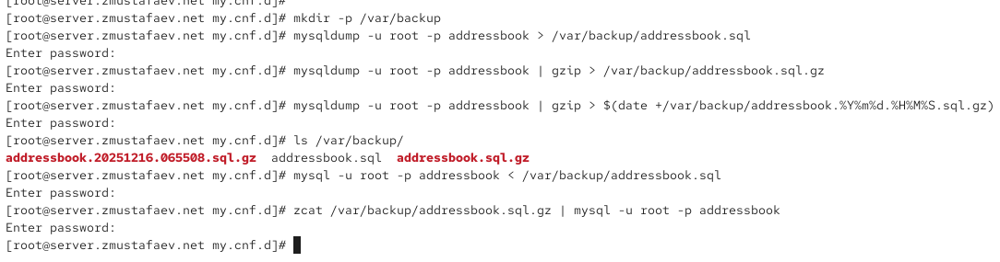 [root@server.zmustafaev.net my.cnf.d]#
[root@server.zmustafaev.net my.cnf.d]# mkdir -p /var/backup
[root@server.zmustafaev.net my.cnf.d]# mysqldump -u root -p addressbook > /var/backup/addressbook.sql
Enter password:
[root@server.zmustafaev.net my.cnf.d]# mysqldump -u root -p addressbook | gzip > /var/backup/addressbook.sql.gz
Enter password:
[root@server.zmustafaev.net my.cnf.d]# mysqldump -u root -p addressbook | gzip > $(date +/var/backup/addressbook.%Y%m%d.%H%M%S.sql.gz)
Enter password:
[root@server.zmustafaev.net my.cnf.d]# ls /var/backup/
addressbook.20251216.065508.sql.gz  addressbook.sql  addressbook.sql.gz
[root@server.zmustafaev.net my.cnf.d]# mysql -u root -p addressbook < /var/backup/addressbook.sql
Enter password:
[root@server.zmustafaev.net my.cnf.d]# zcat /var/backup/addressbook.sql.gz | mysql -u root -p addressbook
Enter password:
[root@server.zmustafaev.net my.cnf.d]#